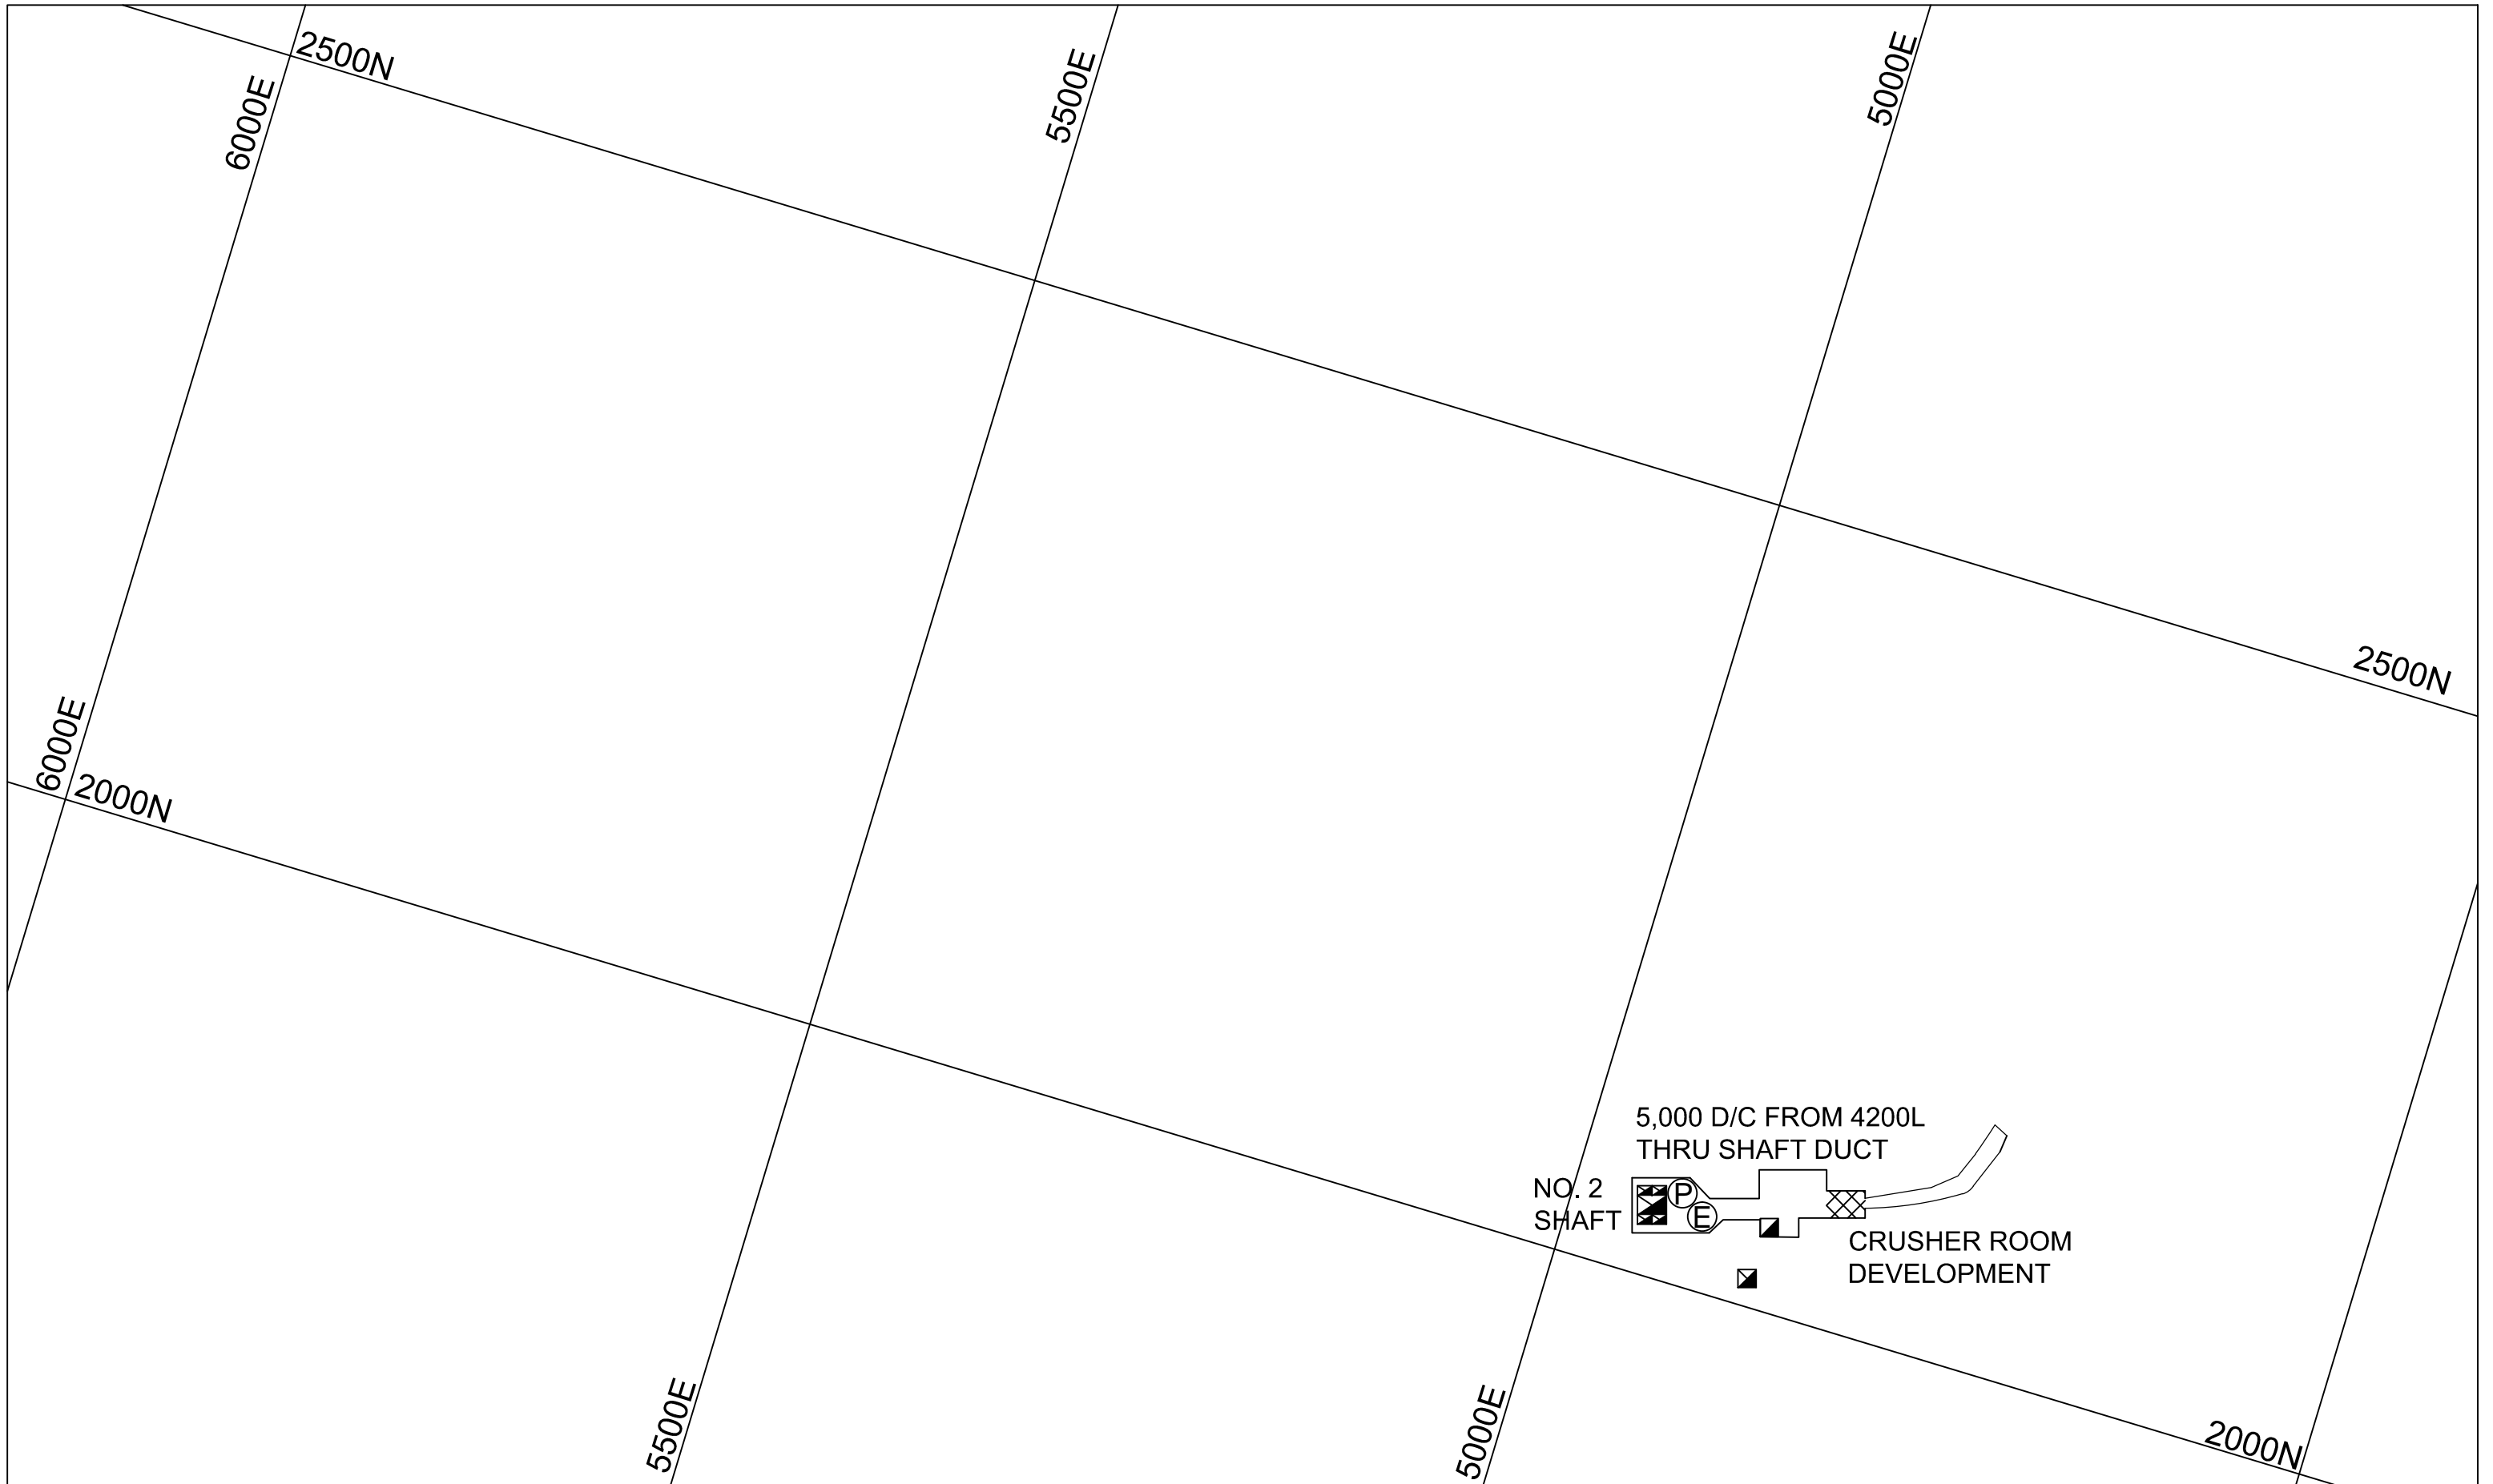 2500N
6000E
5500E
5000E
2500N
6000E
2000N
5,000 D/C FROM 4200L
THRU SHAFT DUCT
NO. 2
SHAFT
P
E
CRUSHER ROOM
DEVELOPMENT
5500E
5000E
2000N